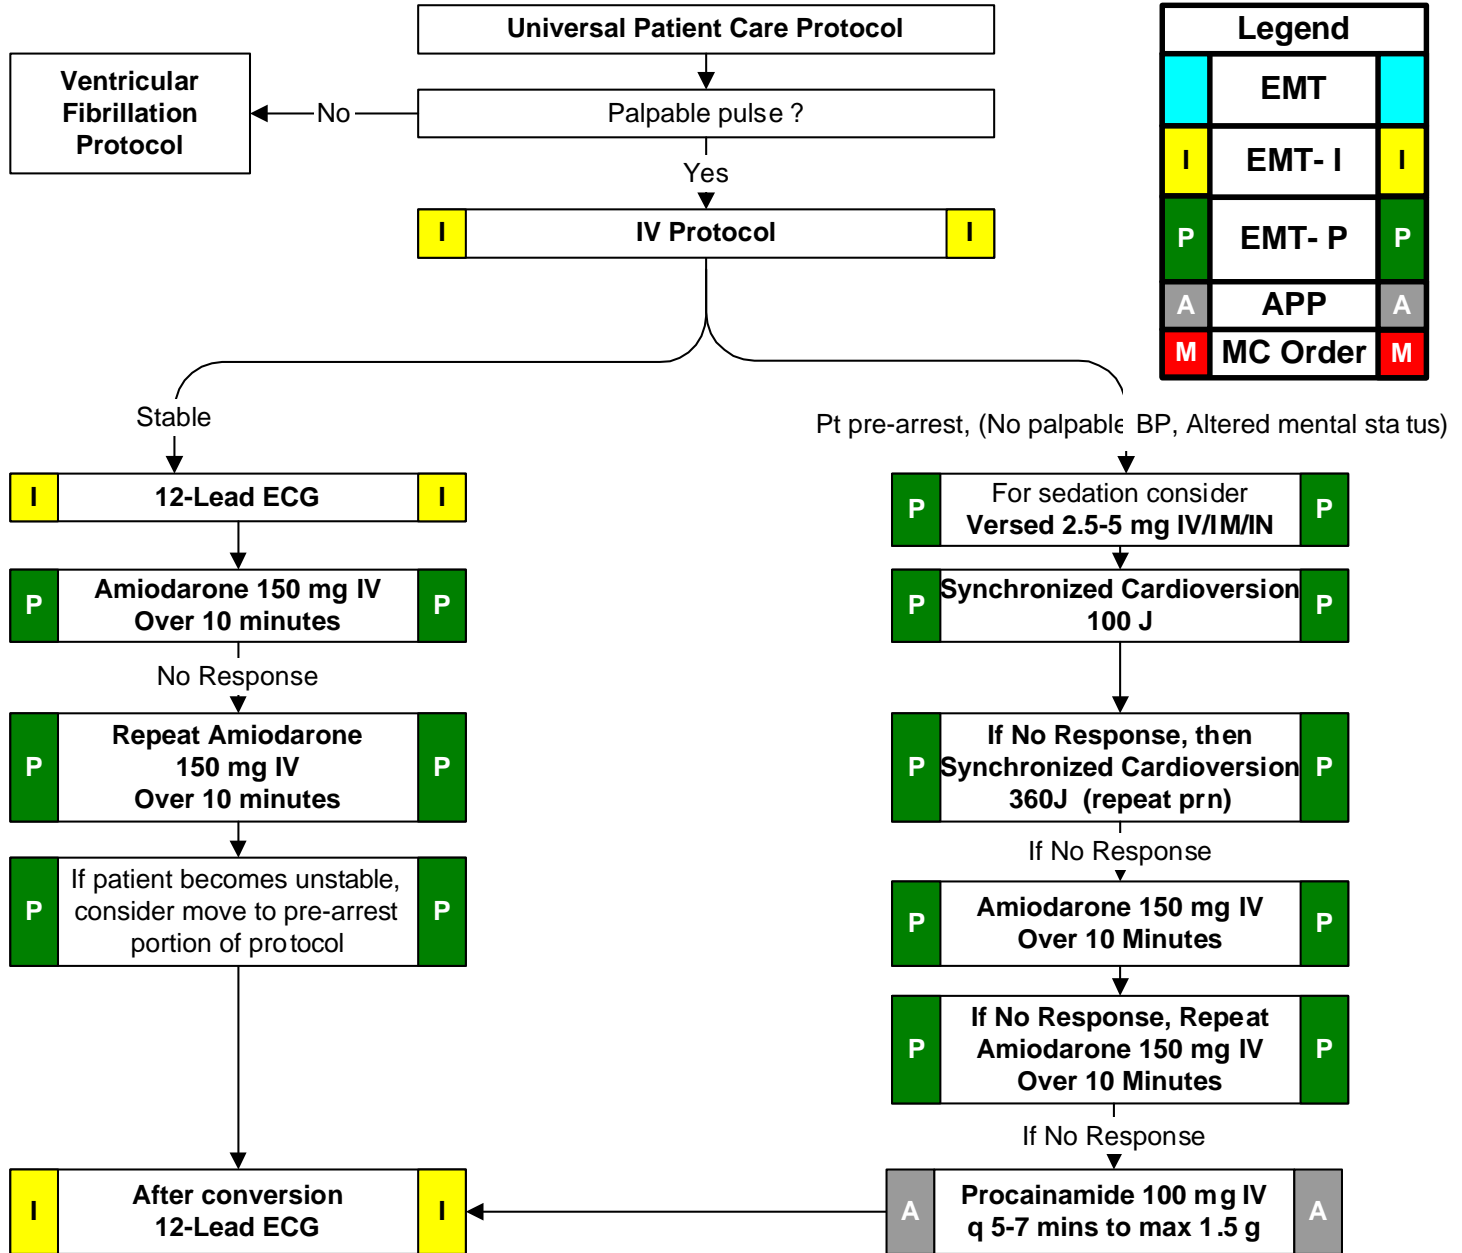 Universal Patient Care Protocol
Legend
Ventricular
Fibrillation
Protocol
No
Palpable pulse ?
EMT
I EMT- I I
Yes
I IV Protocol I
P EMT- P P
A APP A
M MC Order M
Stable
Pt pre-arrest, (No palpable BP, Altered mental sta tus)
I 12-Lead ECG I
P For sedation consider P
Versed 2.5-5 mg IV/IM/IN
P Amiodarone 150 mg IV P
Over 10 minutes
P Synchronized Cardioversion P
100 J
No Response
P Repeat Amiodarone P
150 mg IV
Over 10 minutes
P If No Response, then P
Synchronized Cardioversion
360J (repeat prn)
If No Response
P If patient becomes unstable, P
consider move to pre-arrest
portion of protocol
P Amiodarone 150 mg IV P
Over 10 Minutes
P If No Response, Repeat P
Amiodarone 150 mg IV
Over 10 Minutes
If No Response
I After conversion I
12-Lead ECG
A Procainamide 100 mg IV A
q 5-7 mins to max 1.5 g